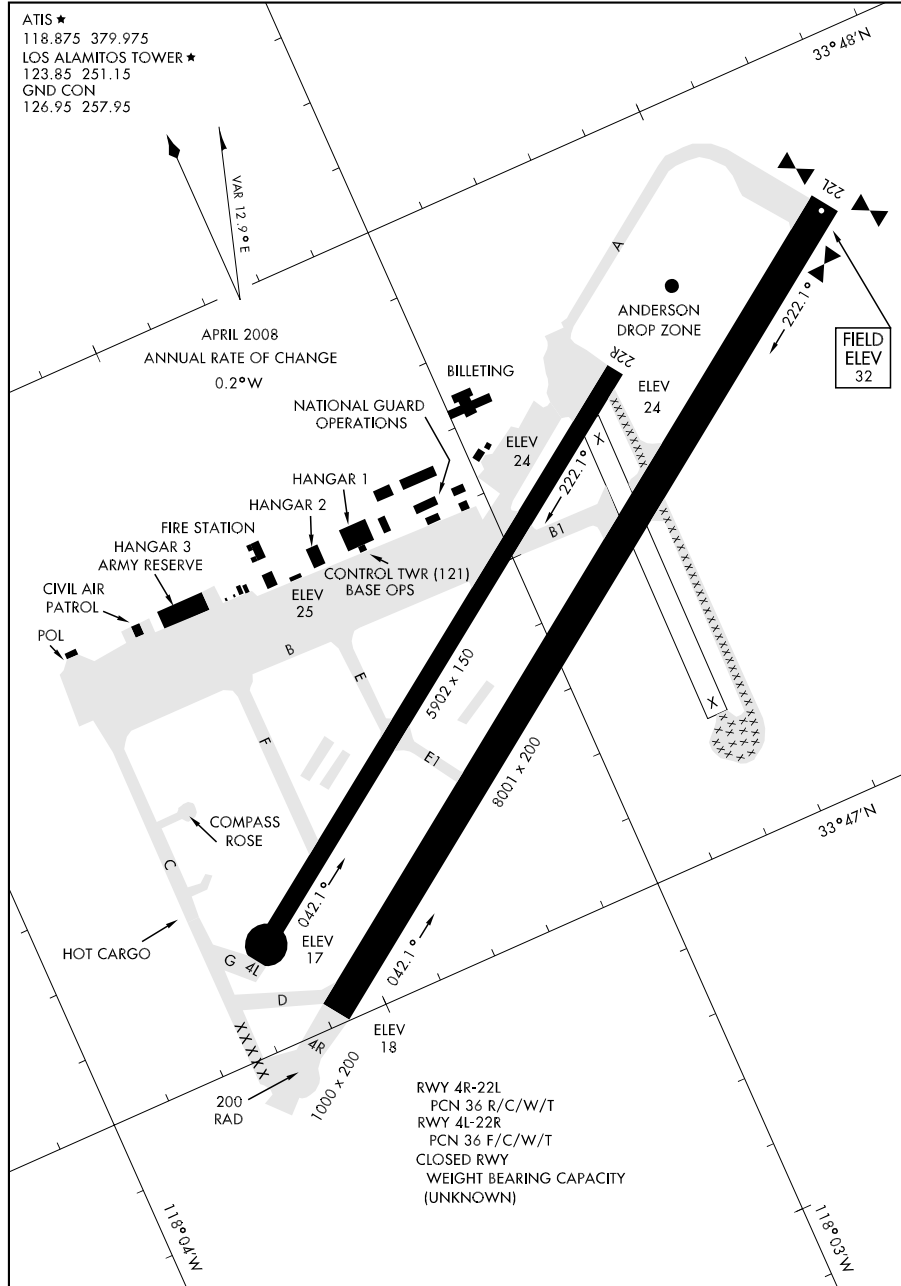 ATIS ★
118.875 379.975
LOS ALAMITOS TOWER ★
123.85 251.15
GND CON
126.95 257.95
33°48'N
VAR 12.9° E
22L
A
ANDERSON
DROP ZONE
222.1°
APRIL 2008
ANNUAL RATE OF CHANGE
0.2°W
FIELD
ELEV
32
22R
BILLETING
ELEV
24
NATIONAL GUARD
OPERATIONS
ELEV
24
X
HANGAR 1
222.1°
HANGAR 2
B1
FIRE STATION
HANGAR 3
ARMY RESERVE
CONTROL TWR (121)
BASE OPS
CIVIL AIR
PATROL
ELEV
25
POL
B
E
5902 x 150
X
F
E1
8001 x 200
COMPASS
ROSE
33°47'N
C
042.1°
HOT CARGO
ELEV
17
042.1°
G
4L
D
ELEV
18
XXXXX
4R
200
RAD
1000 x 200
RWY 4R-22L
PCN 36 R/C/W/T
RWY 4L-22R
PCN 36 F/C/W/T
CLOSED RWY
WEIGHT BEARING CAPACITY
(UNKNOWN)
118°04'W
118°03'W